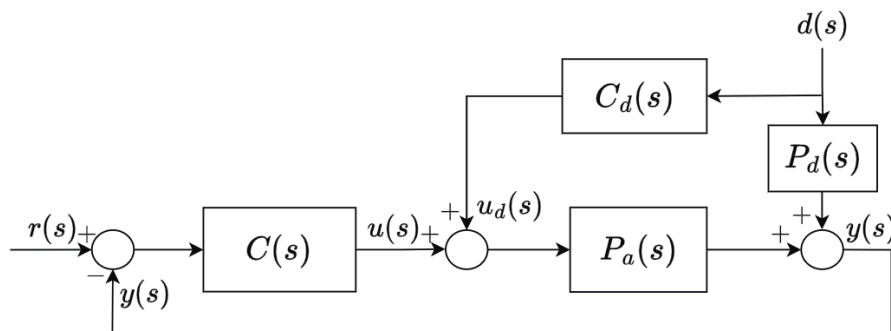 d(s)
C_d(s)
P_d(s)
+
u_d(s)
+
r(s)
+
C(s)
u(s)
+
P_a(s)
+
y(s)
−
y(s)